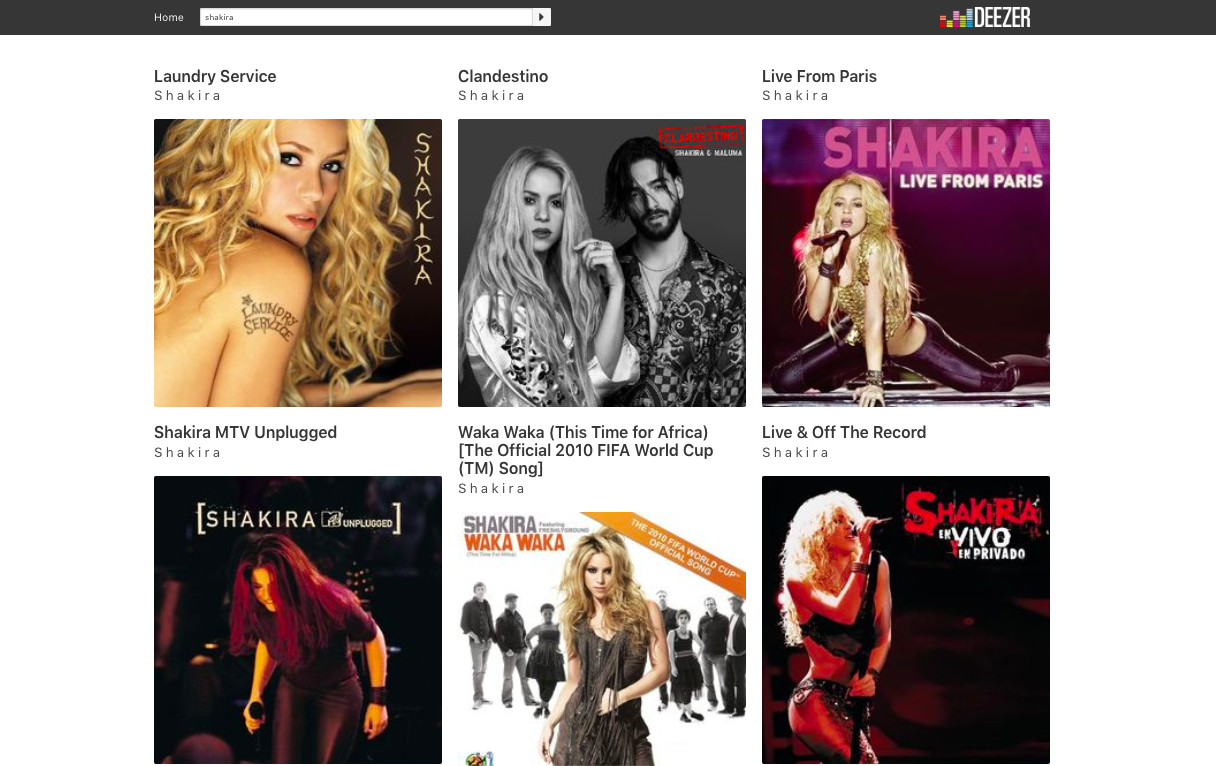 Home
shakira
DEEZER
Laundry Service
Shakira
SHAKIRA
LAUNDRY
SERVICE
Clandestino
Shakira
CLANDESTINO
SHAKIRA & MALUMA
Live From Paris
Shakira
SHAKIRA
LIVE FROM PARIS
Shakira MTV Unplugged
Shakira
[SHAKIRA MTV UNPLUGGED]
Waka Waka (This Time for Africa)
[The Official 2010 FIFA World Cup
(TM) Song]
Shakira
SHAKIRA Featuring
FRESHLYGROUND
WAKA WAKA
(This Time For Africa)
THE 2010 FIFA WORLD CUP™
OFFICIAL SONG
Live & Off The Record
Shakira
SHAKIRA
EN VIVO
EN PRIVADO